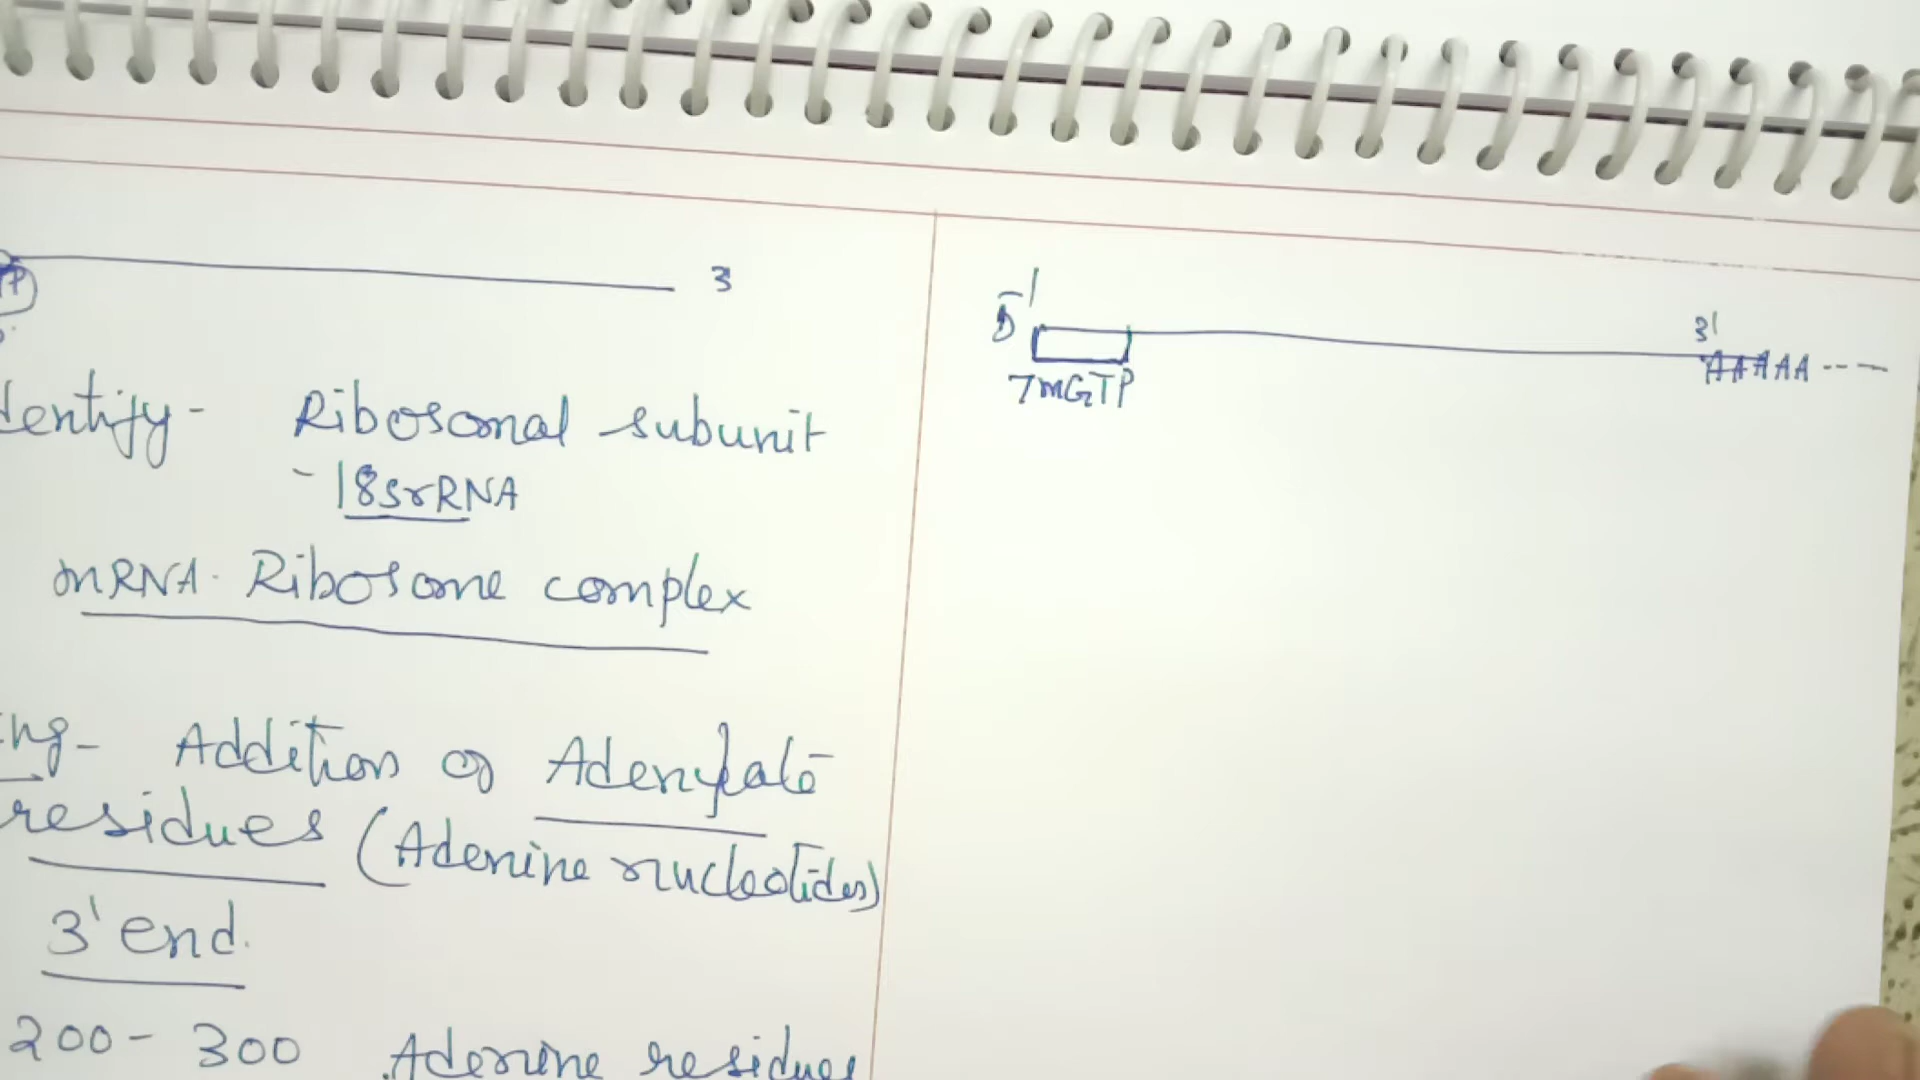 3
dentify- Ribosomal subunit
- 18srRNA
mRNA. Ribosome complex
ing- Addition of Adenylate
residues (Adenine nucleotides)
3' end.
200- 300 Adenine residues
5'
3'
AAAAA ----
7mGTP